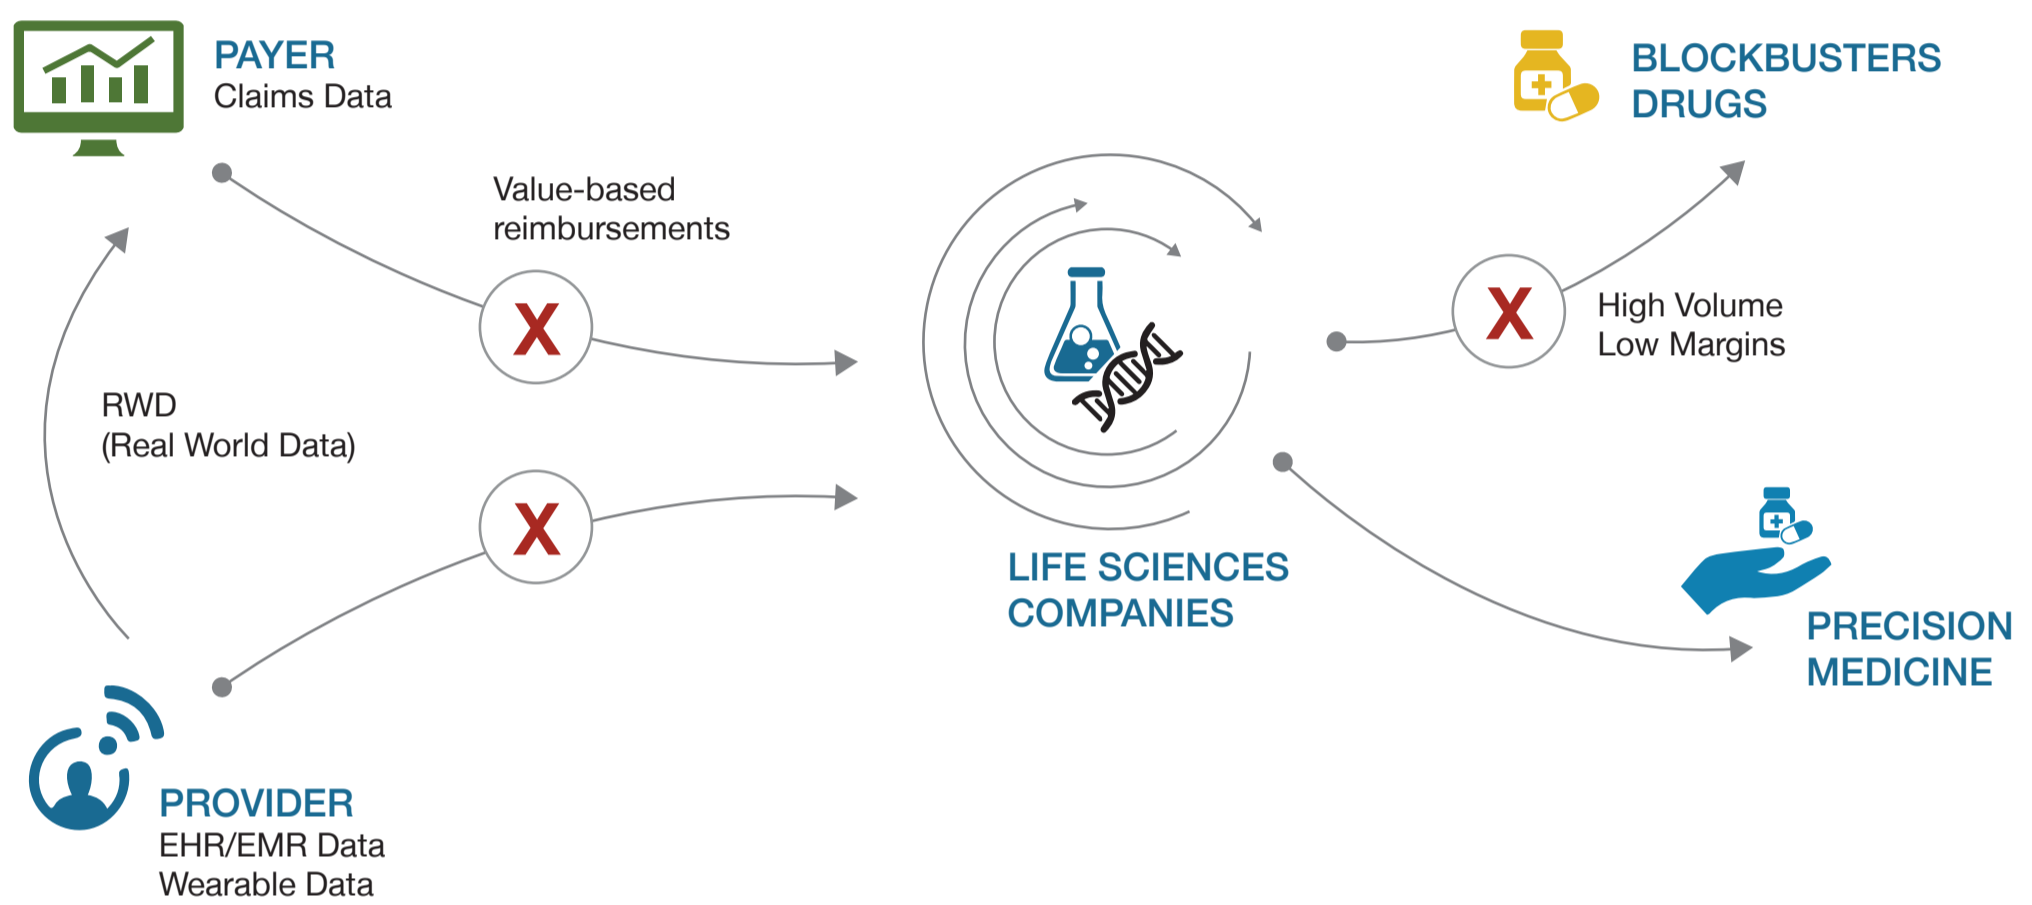 PAYER
Claims Data
Value-based
reimbursements
X
RWD
(Real World Data)
X
PROVIDER
EHR/EMR Data
Wearable Data
LIFE SCIENCES
COMPANIES
BLOCKBUSTERS
DRUGS
X
High Volume
Low Margins
PRECISION
MEDICINE